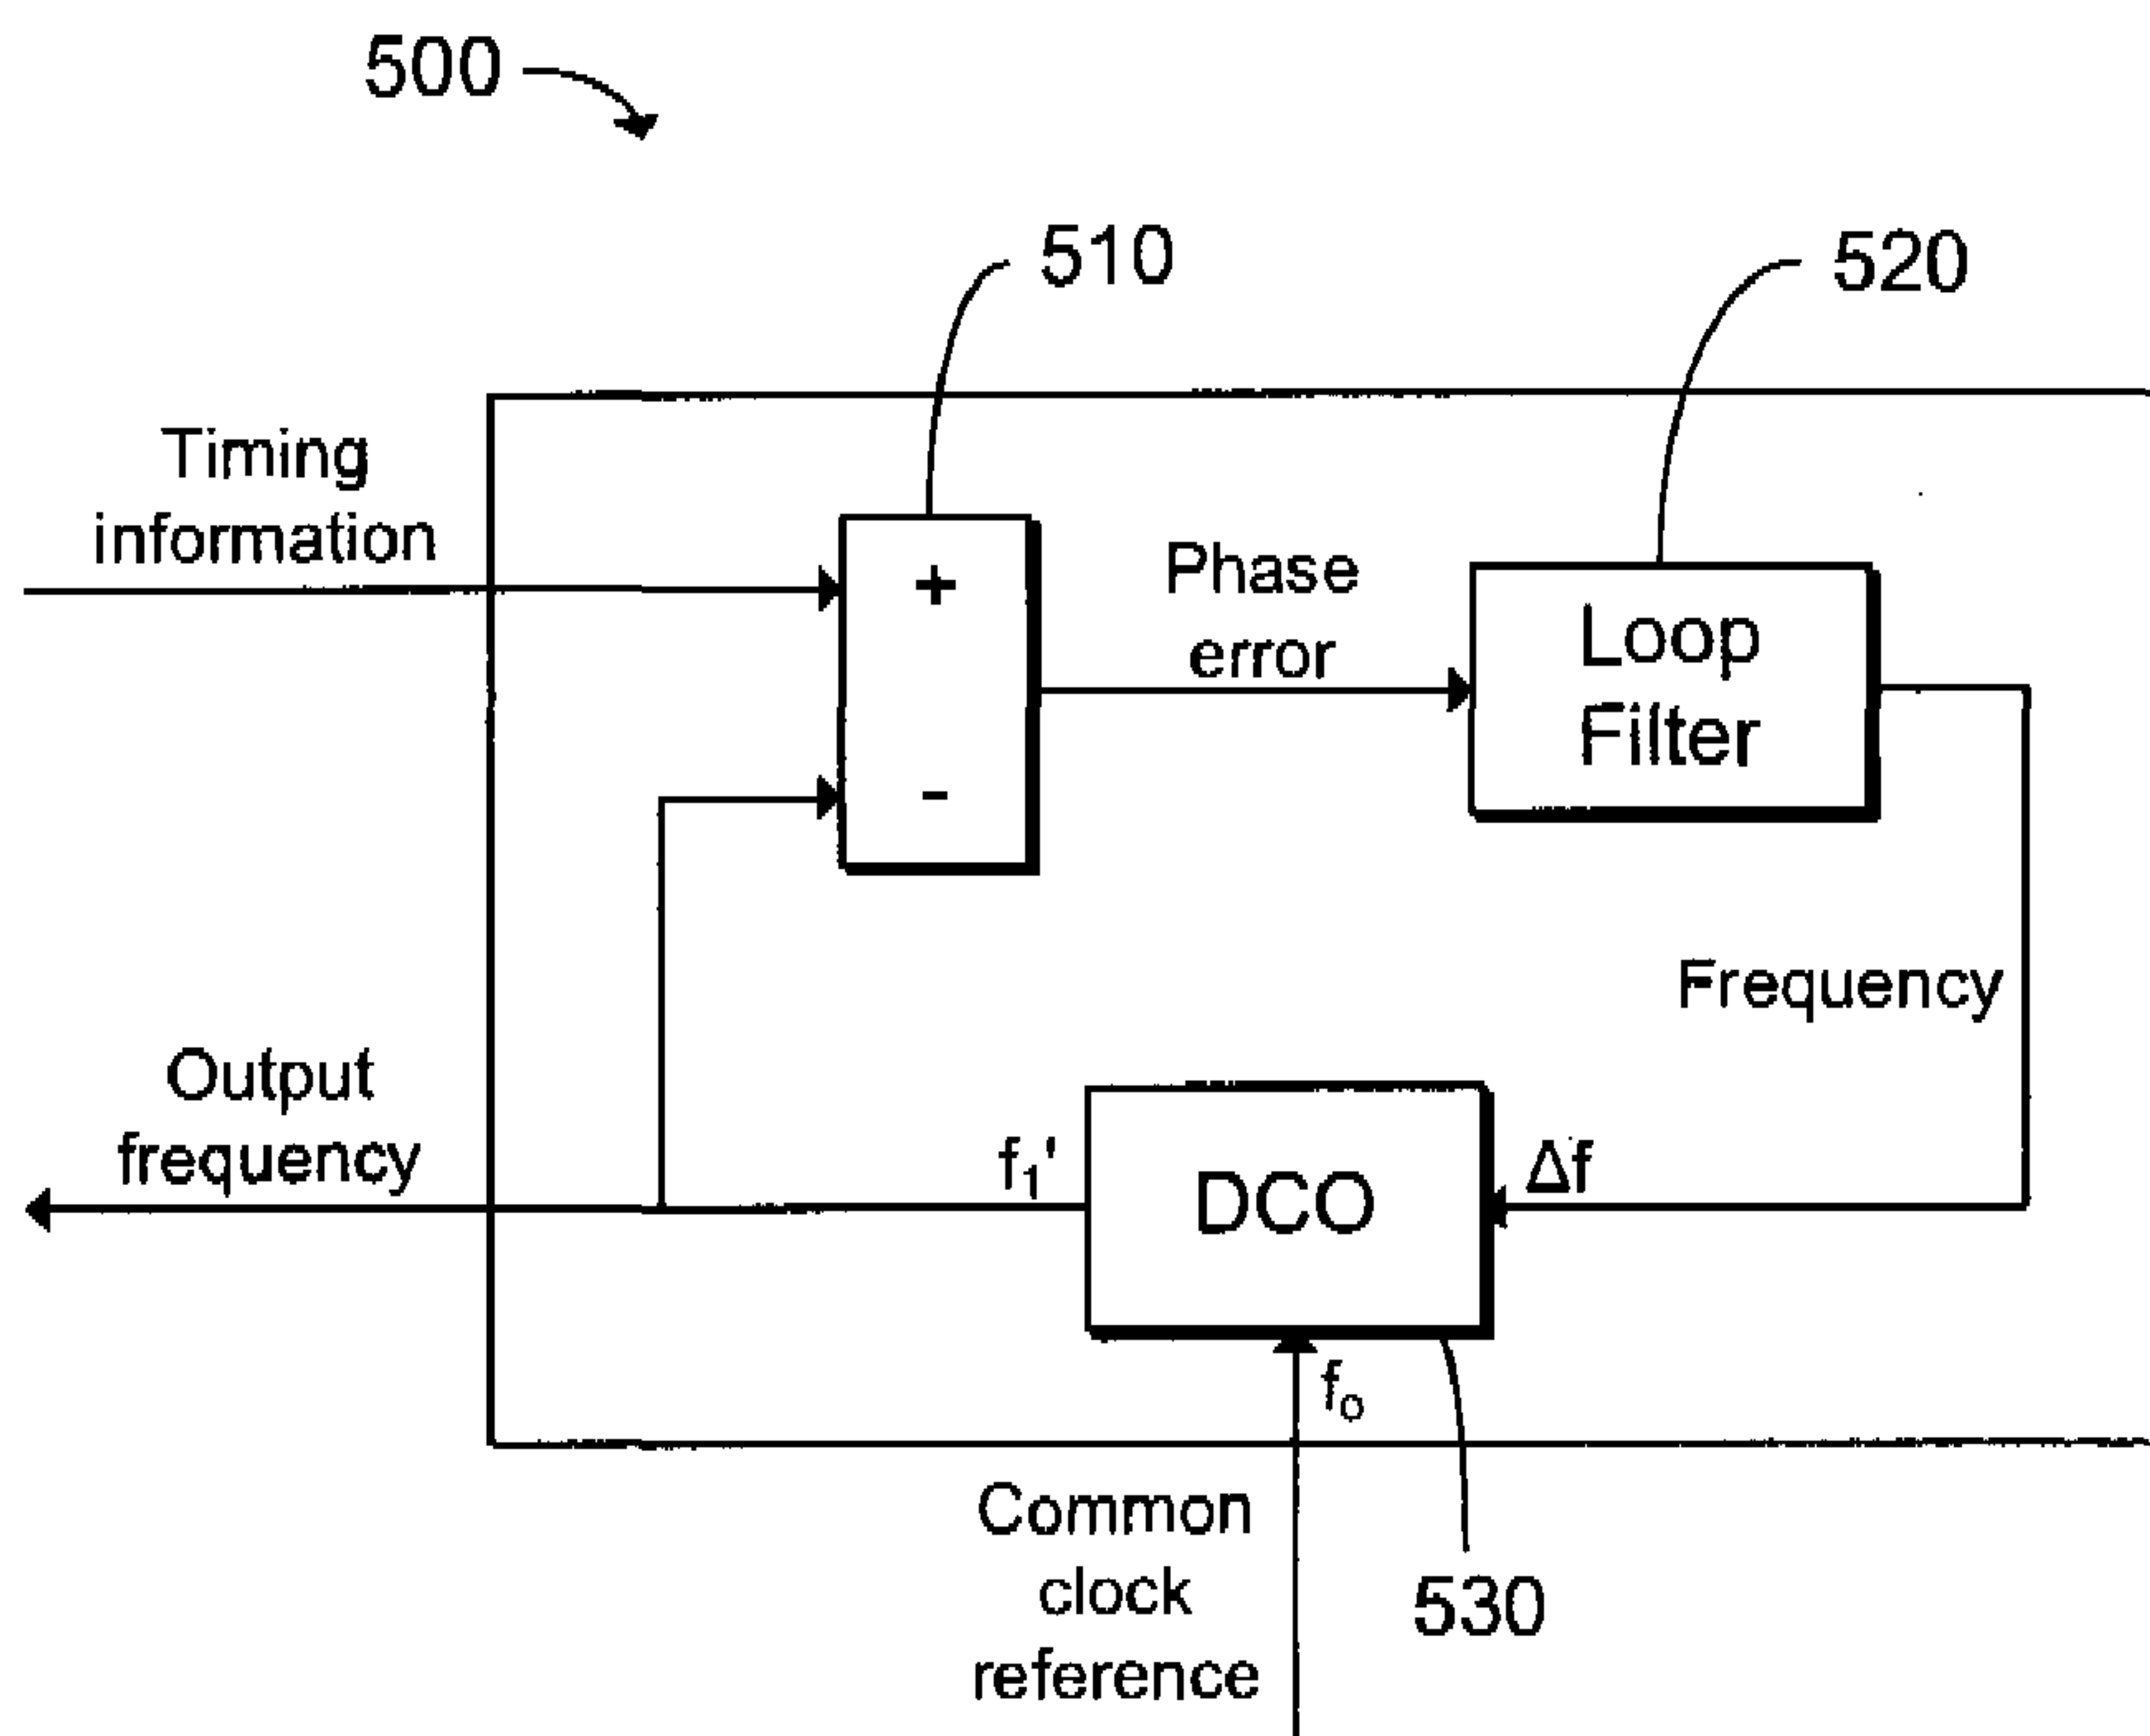 500
510
520
Timing
information
+
Phase
error
Loop
Filter
-
Frequency
Output
frequency
f₁'
DCO
Δf
fₒ
Common
clock
reference
530